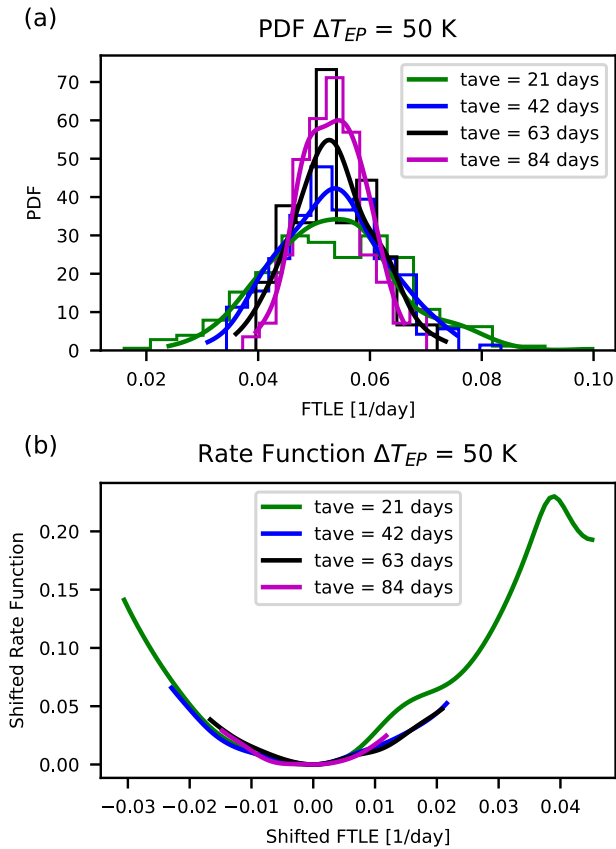 (a)
PDF ΔT_EP = 50 K
PDF
70
60
50
40
30
20
10
0
tave = 21 days
tave = 42 days
tave = 63 days
tave = 84 days
0.02 0.04 0.06 0.08 0.10
FTLE [1/day]
(b)
Rate Function ΔT_EP = 50 K
Shifted Rate Function
0.20
0.15
0.10
0.05
0.00
tave = 21 days
tave = 42 days
tave = 63 days
tave = 84 days
−0.03 −0.02 −0.01 0.00 0.01 0.02 0.03 0.04
Shifted FTLE [1/day]